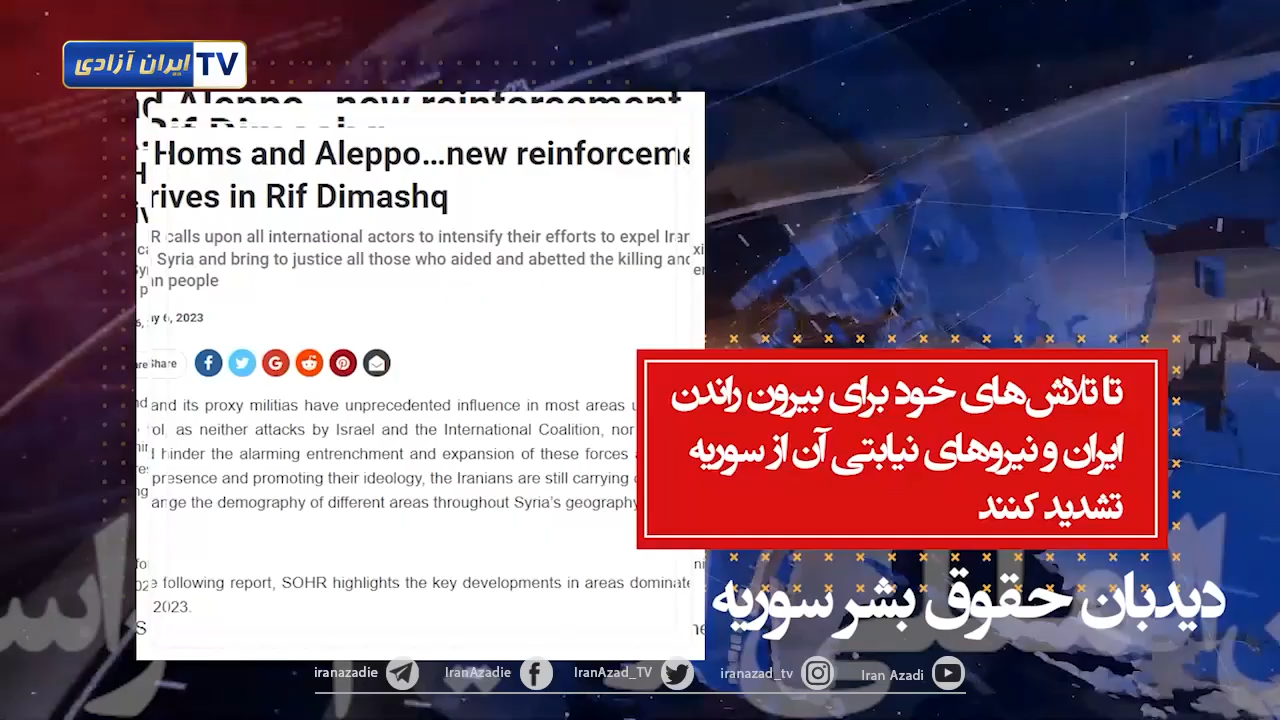 ایران آزادی TV
Homs and Aleppo…new
rives in Rif Dimashq
calls upon all international actors to intensify their efforts to expel
Syria and bring to justice all those who aided and abetted the killing
people
6, 2023
Share
and its proxy militias have unprecedented influence in most areas
as neither attacks by Israel and the International Coalition, nor
hinder the alarming entrenchment and expansion of these forces
presence and promoting their ideology, the Iranians are still carrying
the demography of different areas throughout Syria's geography
following report, SOHR highlights the key developments in areas
2023.
تا تلاش‌های خود برای بیرون راندن
ایران و نیروهای نیابتی آن از سوریه
تشدید کنند
دیدبان حقوق بشر سوریه
iranazadie IranAzadie IranAzad_TV iranazad_tv Iran Azadi